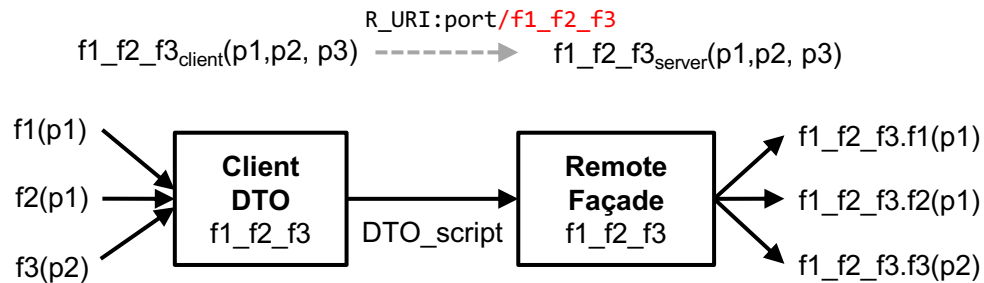 R_URI:port/f1_f2_f3
f1_f2_f3client(p1,p2, p3)
f1_f2_f3server(p1,p2, p3)
f1(p1)
f2(p1)
f3(p2)
Client
DTO
f1_f2_f3
DTO_script
Remote
Façade
f1_f2_f3
f1_f2_f3.f1(p1)
f1_f2_f3.f2(p1)
f1_f2_f3.f3(p2)